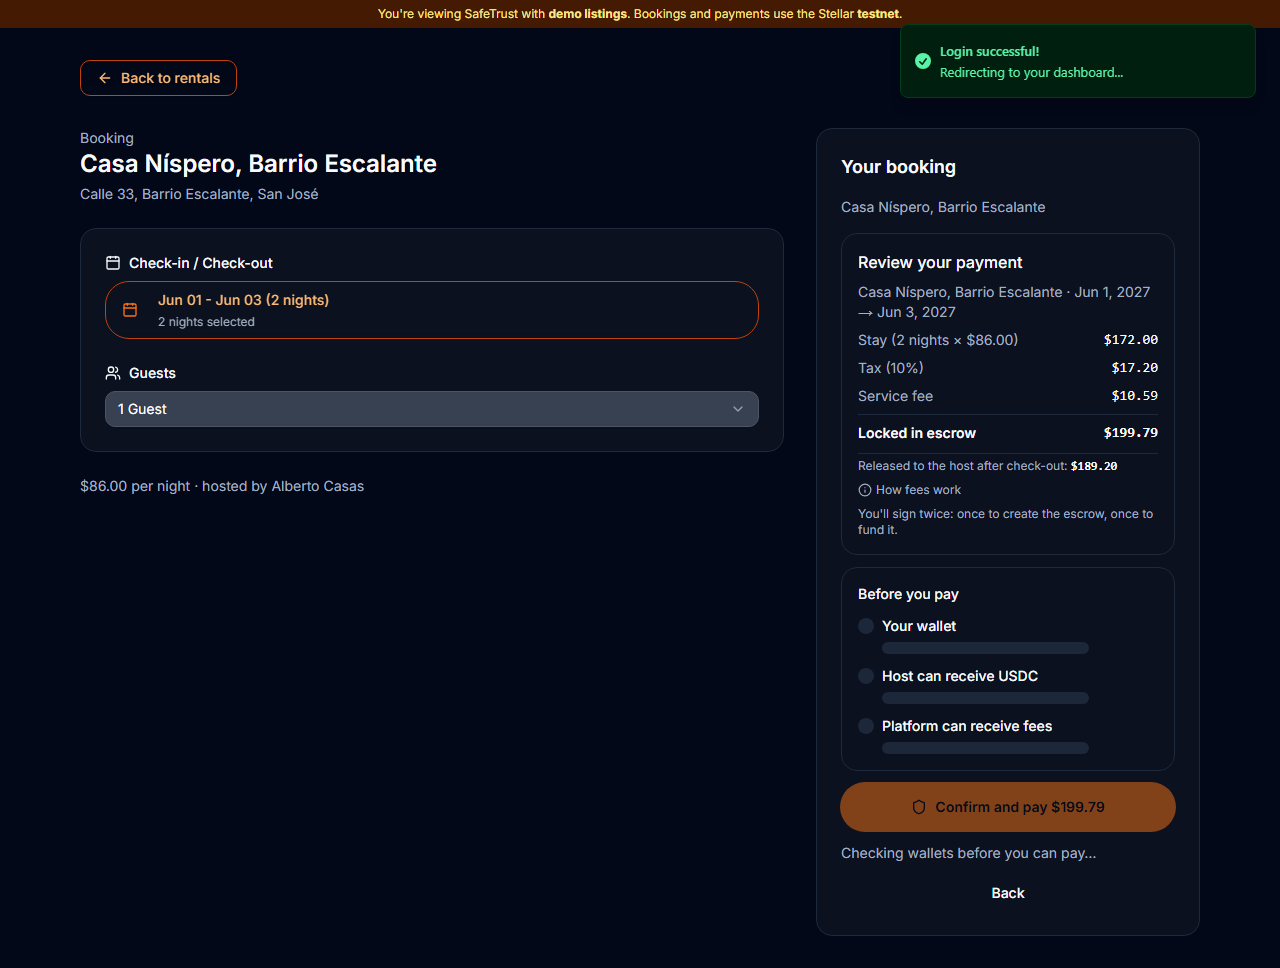 You're viewing SafeTrust with demo listings. Bookings and payments use the Stellar testnet.
Login successful!
Redirecting to your dashboard...
Back to rentals
Booking
Casa Níspero, Barrio Escalante
Calle 33, Barrio Escalante, San José
Check-in / Check-out
Jun 01 - Jun 03 (2 nights)
2 nights selected
Guests
1 Guest
$86.00 per night · hosted by Alberto Casas
Your booking
Casa Níspero, Barrio Escalante
Review your payment
Casa Níspero, Barrio Escalante · Jun 1, 2027
→ Jun 3, 2027
Stay (2 nights × $86.00) $172.00
Tax (10%) $17.20
Service fee $10.59
Locked in escrow $199.79
Released to the host after check-out: $189.20
How fees work
You'll sign twice: once to create the escrow, once to
fund it.
Before you pay
Your wallet
Host can receive USDC
Platform can receive fees
Confirm and pay $199.79
Checking wallets before you can pay...
Back